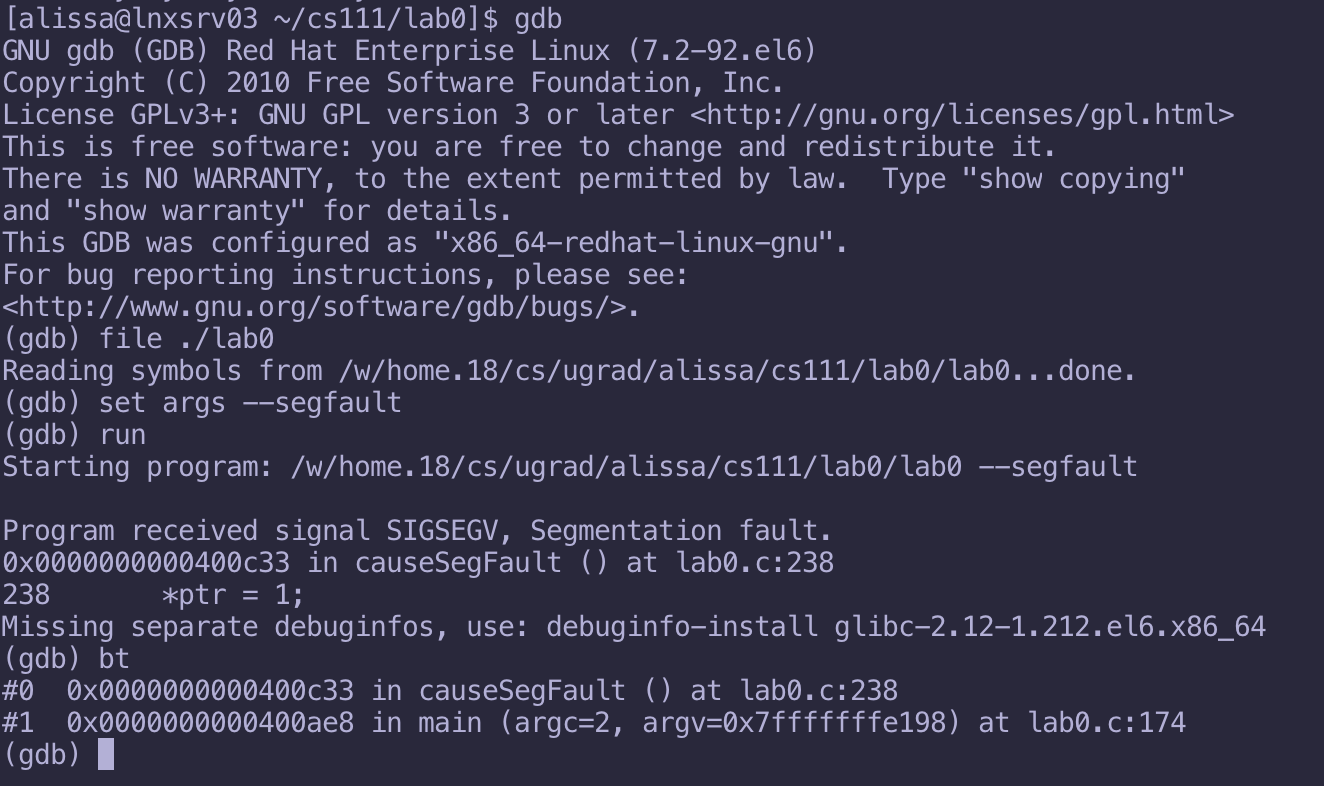 [alissa@lnxsrv03 ~/cs111/lab0]$ gdb
GNU gdb (GDB) Red Hat Enterprise Linux (7.2-92.el6)
Copyright (C) 2010 Free Software Foundation, Inc.
License GPLv3+: GNU GPL version 3 or later <http://gnu.org/licenses/gpl.html>
This is free software: you are free to change and redistribute it.
There is NO WARRANTY, to the extent permitted by law.  Type "show copying"
and "show warranty" for details.
This GDB was configured as "x86_64-redhat-linux-gnu".
For bug reporting instructions, please see:
<http://www.gnu.org/software/gdb/bugs/>.
(gdb) file ./lab0
Reading symbols from /w/home.18/cs/ugrad/alissa/cs111/lab0/lab0...done.
(gdb) set args --segfault
(gdb) run
Starting program: /w/home.18/cs/ugrad/alissa/cs111/lab0/lab0 --segfault

Program received signal SIGSEGV, Segmentation fault.
0x0000000000400c33 in causeSegFault () at lab0.c:238
238       *ptr = 1;
Missing separate debuginfos, use: debuginfo-install glibc-2.12-1.212.el6.x86_64
(gdb) bt
#0  0x0000000000400c33 in causeSegFault () at lab0.c:238
#1  0x0000000000400ae8 in main (argc=2, argv=0x7fffffffe198) at lab0.c:174
(gdb)